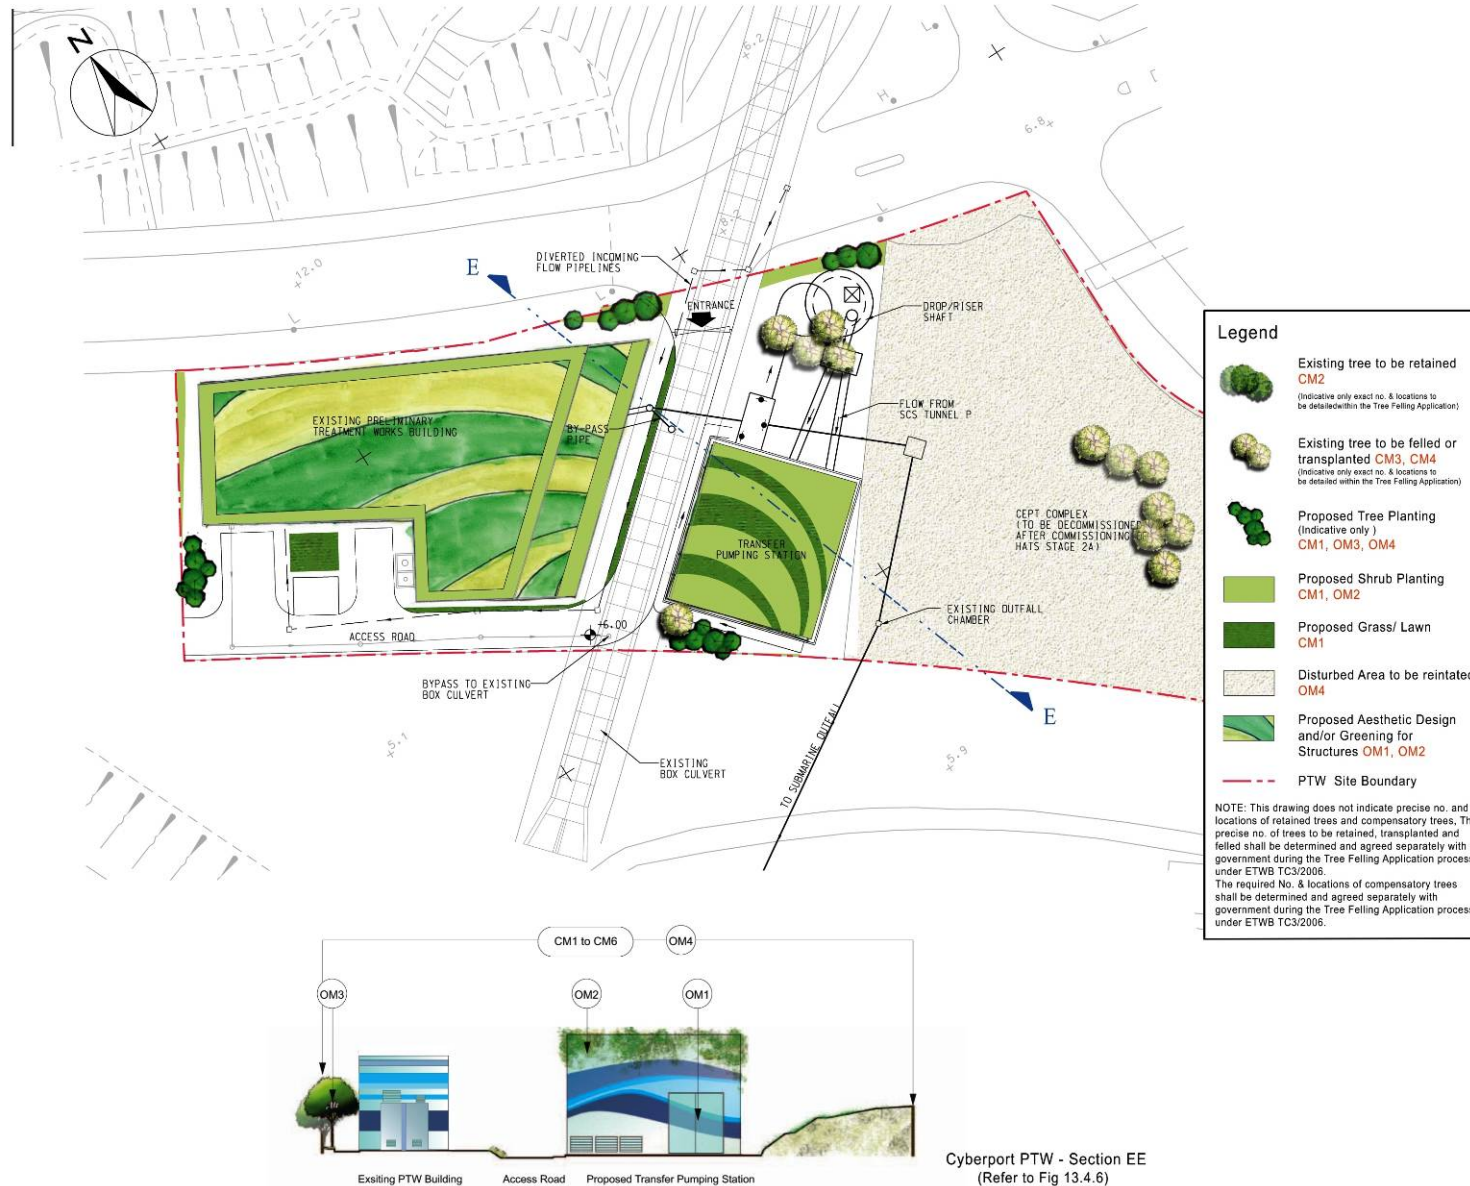 N
+6.2
L
L
H
6.8+
+8.2
L
+12.0
L
L
E
DIVERTED INCOMING
FLOW PIPELINES
ENTRANCE
DROP/RISER
SHAFT
EXISTING PRELIMINARY
TREATMENT WORKS BUILDING
BY-PASS
PIPE
FLOW FROM
SCS TUNNEL P
TRANSFER
PUMPING STATION
CEPT COMPLEX
(TO BE DECOMMISSIONED
AFTER COMMISSIONING
HATS STAGE 2A)
EXISTING OUTFALL
CHAMBER
ACCESS ROAD
+6.00
BYPASS TO EXISTING
BOX CULVERT
E
EXISTING
BOX CULVERT
TO SUBMARINE OUTFALL
+5.1
+5.9
Legend
Existing tree to be retained
CM2
(Indicative only exact no. & locations to
be detailedwithin the Tree Felling Application)
Existing tree to be felled or
transplanted CM3, CM4
(Indicative only exact no. & locations to
be detailed within the Tree Felling Application)
Proposed Tree Planting
(Indicative only )
CM1, OM3, OM4
Proposed Shrub Planting
CM1, OM2
Proposed Grass/ Lawn
CM1
Disturbed Area to be reintated
OM4
Proposed Aesthetic Design
and/or Greening for
Structures OM1, OM2
PTW Site Boundary
NOTE: This drawing does not indicate precise no. and
locations of retained trees and compensatory trees, Th
precise no. of trees to be retained, transplanted and
felled shall be determined and agreed separately with
government during the Tree Felling Application process
under ETWB TC3/2006.
The required No. & locations of compensatory trees
shall be determined and agreed separately with
government during the Tree Felling Application process
under ETWB TC3/2006.
CM1 to CM6
OM4
OM3
OM2
OM1
Exsiting PTW Building
Access Road
Proposed Transfer Pumping Station
Cyberport PTW - Section EE
(Refer to Fig 13.4.6)